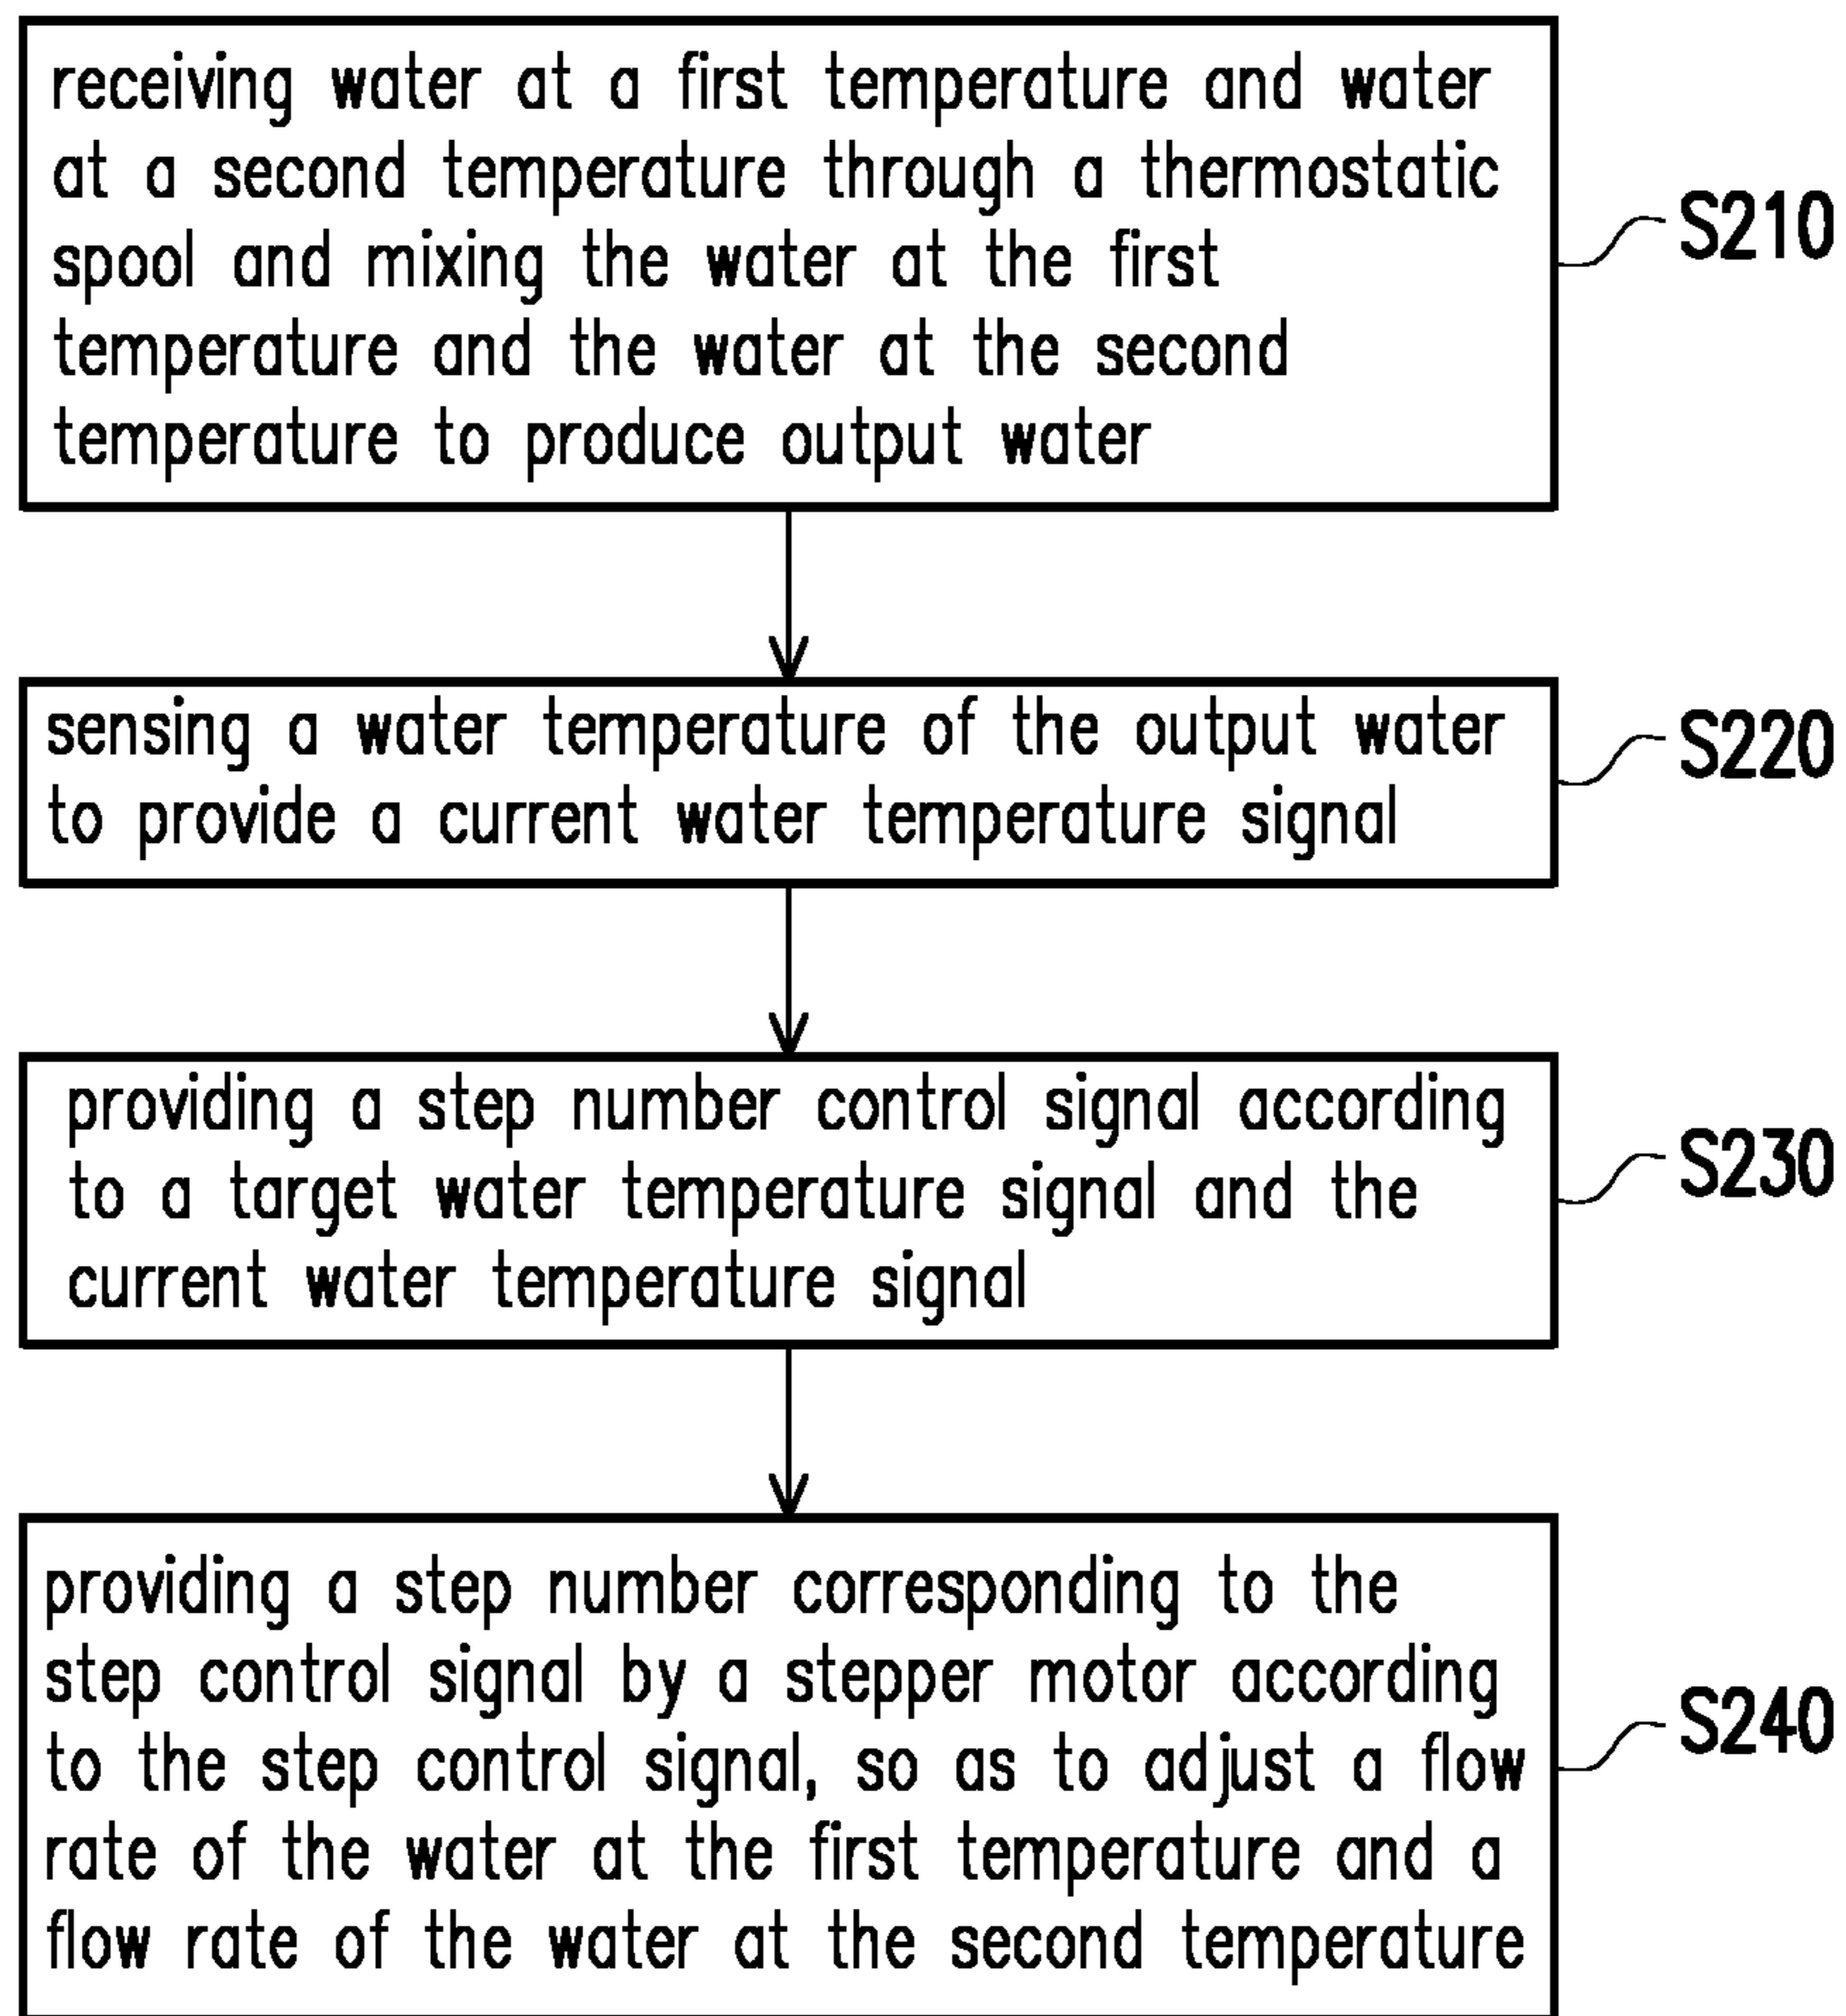 receiving water at a first temperature and water
at a second temperature through a thermostatic
spool and mixing the water at the first
temperature and the water at the second
temperature to produce output water
S210
sensing a water temperature of the output water
to provide a current water temperature signal
S220
providing a step number control signal according
to a target water temperature signal and the
current water temperature signal
S230
providing a step number corresponding to the
step control signal by a stepper motor according
to the step control signal, so as to adjust a flow
rate of the water at the first temperature and a
flow rate of the water at the second temperature
S240